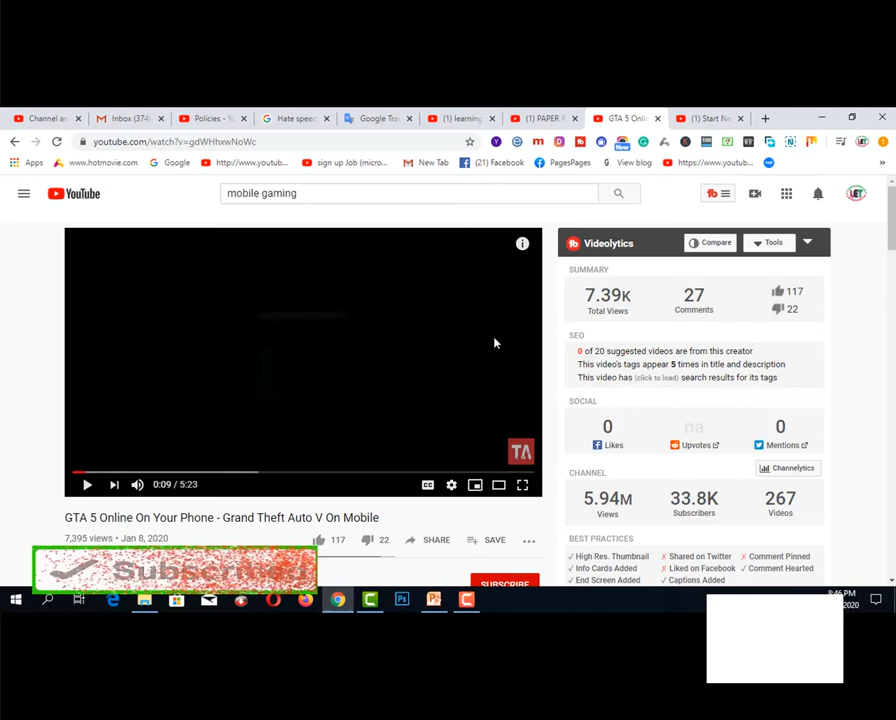 Channel an
Inbox (374)
Policies - Y
Hate speec
Google Tra
(1) learning
(1) PAPER R
GTA 5 Onli
(1) Start Ne
youtube.com/watch?v=gdWHhxwNoWc
Apps
www.hotmovie.com
Google
http://www.youtub...
sign up Job (micro...
New Tab
(21) Facebook
PagesPages
View blog
https://www.youtub...
YouTube
mobile gaming
LET
Videolytics
Compare
Tools
SUMMARY
7.39K
Total Views
27
Comments
117
22
SEO
0 of 20 suggested videos are from this creator
This video's tags appear 5 times in title and description
This video has (click to load) search results for its tags
SOCIAL
0
Likes
na
Upvotes
0
Mentions
Channelytics
CHANNEL
5.94M
Views
33.8K
Subscribers
267
Videos
BEST PRACTICES
High Res. Thumbnail
Shared on Twitter
Comment Pinned
Info Cards Added
Liked on Facebook
Comment Hearted
End Screen Added
Captions Added
TA
0:09 / 5:23
GTA 5 Online On Your Phone - Grand Theft Auto V On Mobile
7,395 views • Jan 8, 2020
117
22
SHARE
SAVE
SUBSCRIBE
Subscribed
8:46 PM